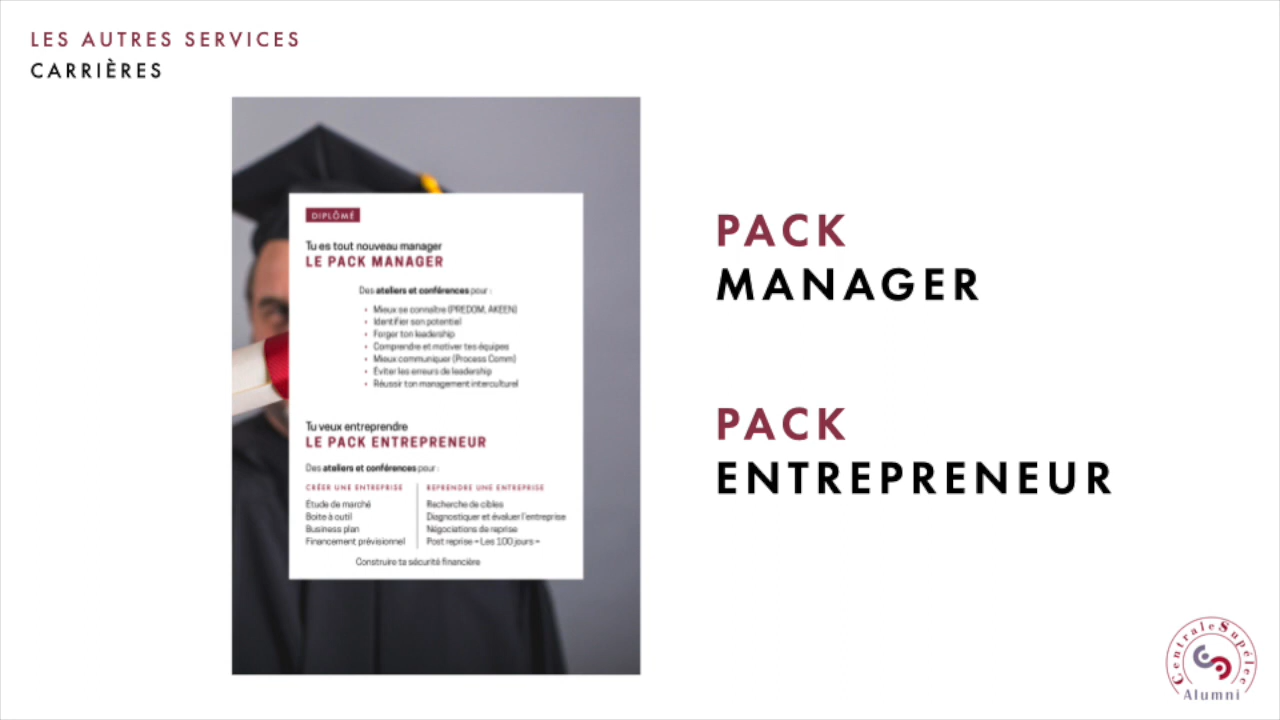 LES AUTRES SERVICES
CARRIÈRES
DIPLÔMÉ
Tu es tout nouveau manager
LE PACK MANAGER
Des ateliers et conférences pour :
• Mieux se connaître (PREDOM, AKEEN)
• Identifier son potentiel
• Forger ton leadership
• Comprendre et motiver tes équipes
• Mieux communiquer (Process Comm)
• Éviter les erreurs de leadership
• Réussir ton management interculturel
Tu veux entreprendre
LE PACK ENTREPRENEUR
Des ateliers et conférences pour :
CRÉER UNE ENTREPRISE
Étude de marché
Boite à outil
Business plan
Financement prévisionnel
REPRENDRE UNE ENTREPRISE
Recherche de cibles
Diagnostiquer et évaluer l'entreprise
Négociations de reprise
Post reprise « Les 100 jours »
Construire ta sécurité financière
PACK
MANAGER
PACK
ENTREPRENEUR
CentraleSupélec
Alumni